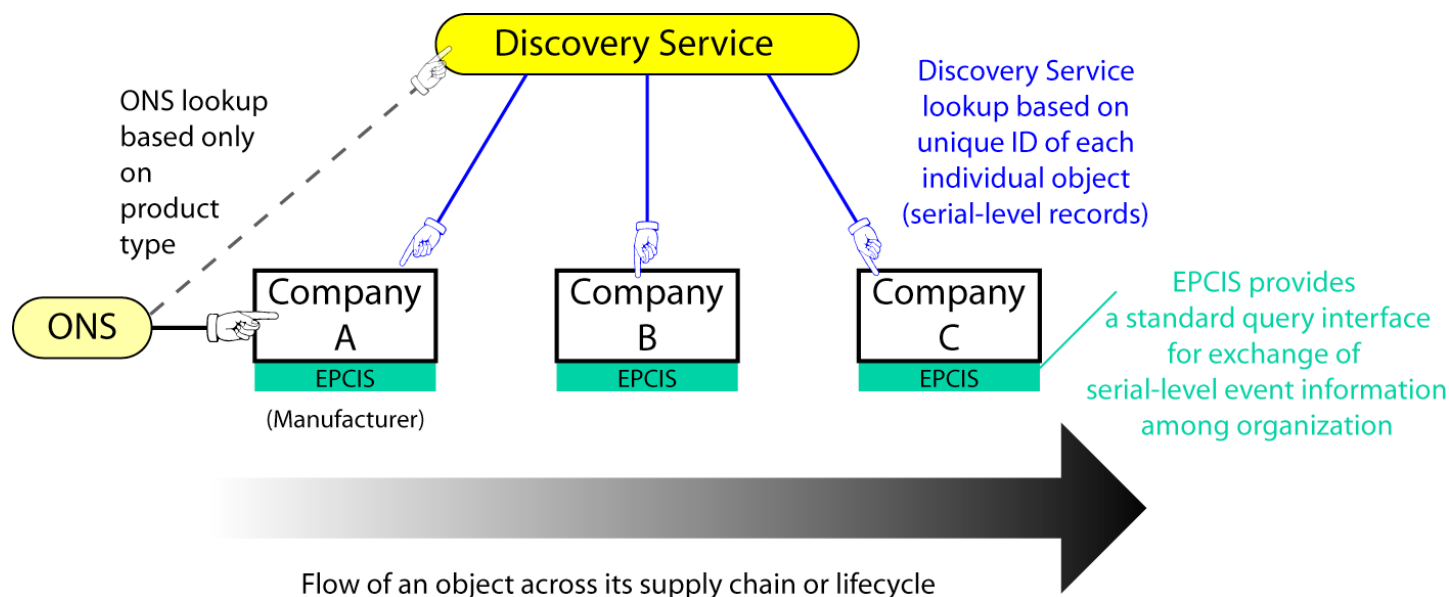 Discovery Service
ONS lookup
based only
on
product
type
Discovery Service
lookup based on
unique ID of each
individual object
(serial-level records)
ONS
Company
A
EPCIS
(Manufacturer)
Company
B
EPCIS
Company
C
EPCIS
EPCIS provides
a standard query interface
for exchange of
serial-level event information
among organization
Flow of an object across its supply chain or lifecycle